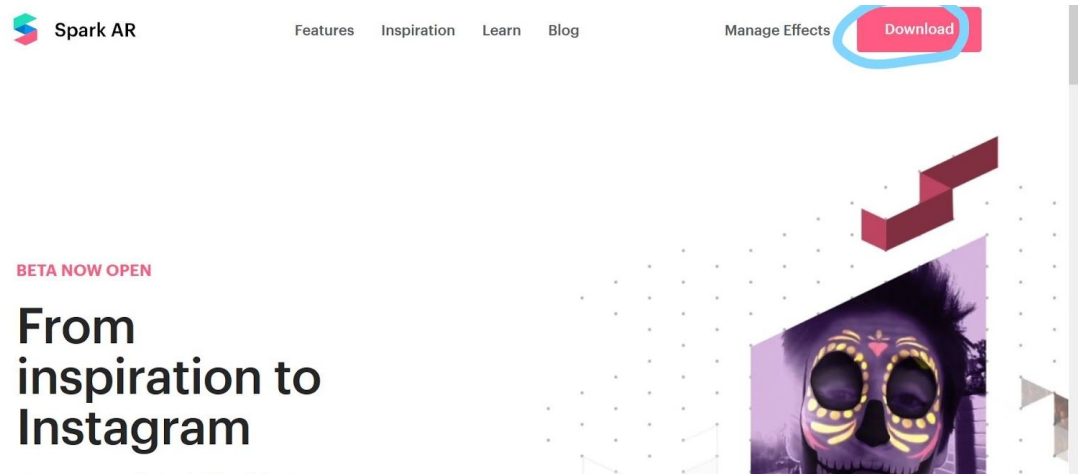 Spark AR
Features Inspiration Learn Blog
Manage Effects Download
BETA NOW OPEN
From
inspiration to
Instagram